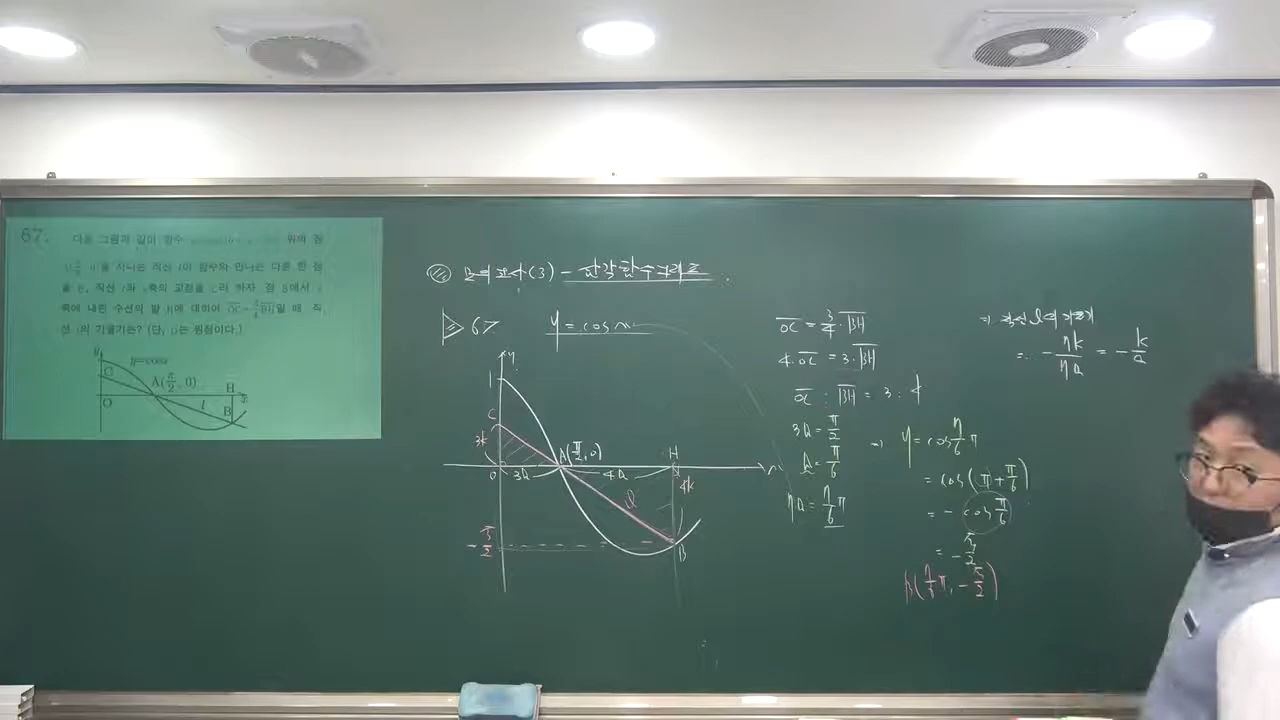 67. 다음 그림과 같이 함수 위의 점
을 지나는 직선 l이 함수와 만나는 다른 한 점
을 B, 직선 l과 y축의 교점을 C라 하자. 점 B에서 x
축에 내린 수선의 발 H에 대하여 OC=3/4BH일 때 직
선 l의 기울기는? (단, O는 원점이다.)
y
y=cosx
C
A(π/2, 0)
H
x
O
l
B
(3) - 삼각함수 그래프
67
y = cos x
y
1
C
3k
A(π/2, 0)
H
0
3a
4a
4k
l
-√3/2
B
OC = 3/4 BH
4·OC = 3·BH
OC : BH = 3 : 4
3a = π/2
a = π/6
7a = 7/6 π
⇒ y = cos 7/6 π
= cos(π + π/6)
= - cos π/6
= - √3/2
B(7/6 π, -√3/2)
⇒ 직선 l의 기울기
∴ - 7k/7a = - k/a